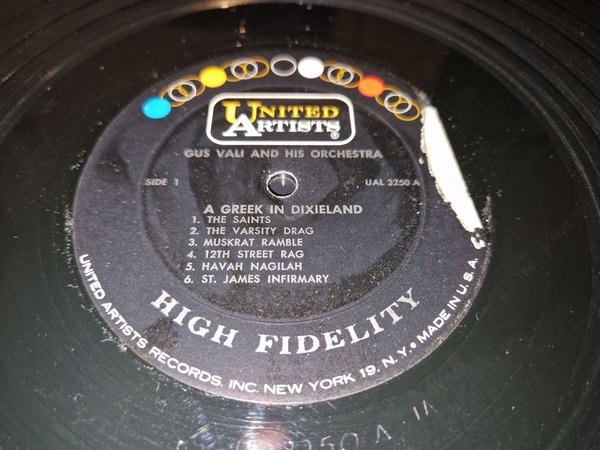 UNITED
ARTISTS®
GUS VALI AND HIS ORCHESTRA
SIDE 1
UAL 3250 A
A GREEK IN DIXIELAND
1. THE SAINTS
2. THE VARSITY DRAG
3. MUSKRAT RAMBLE
4. 12TH STREET RAG
5. HAVAH NAGILAH
6. ST. JAMES INFIRMARY
HIGH FIDELITY
UNITED ARTISTS RECORDS, INC. NEW YORK 19, N.Y. • MADE IN U.S.A.
3250 A